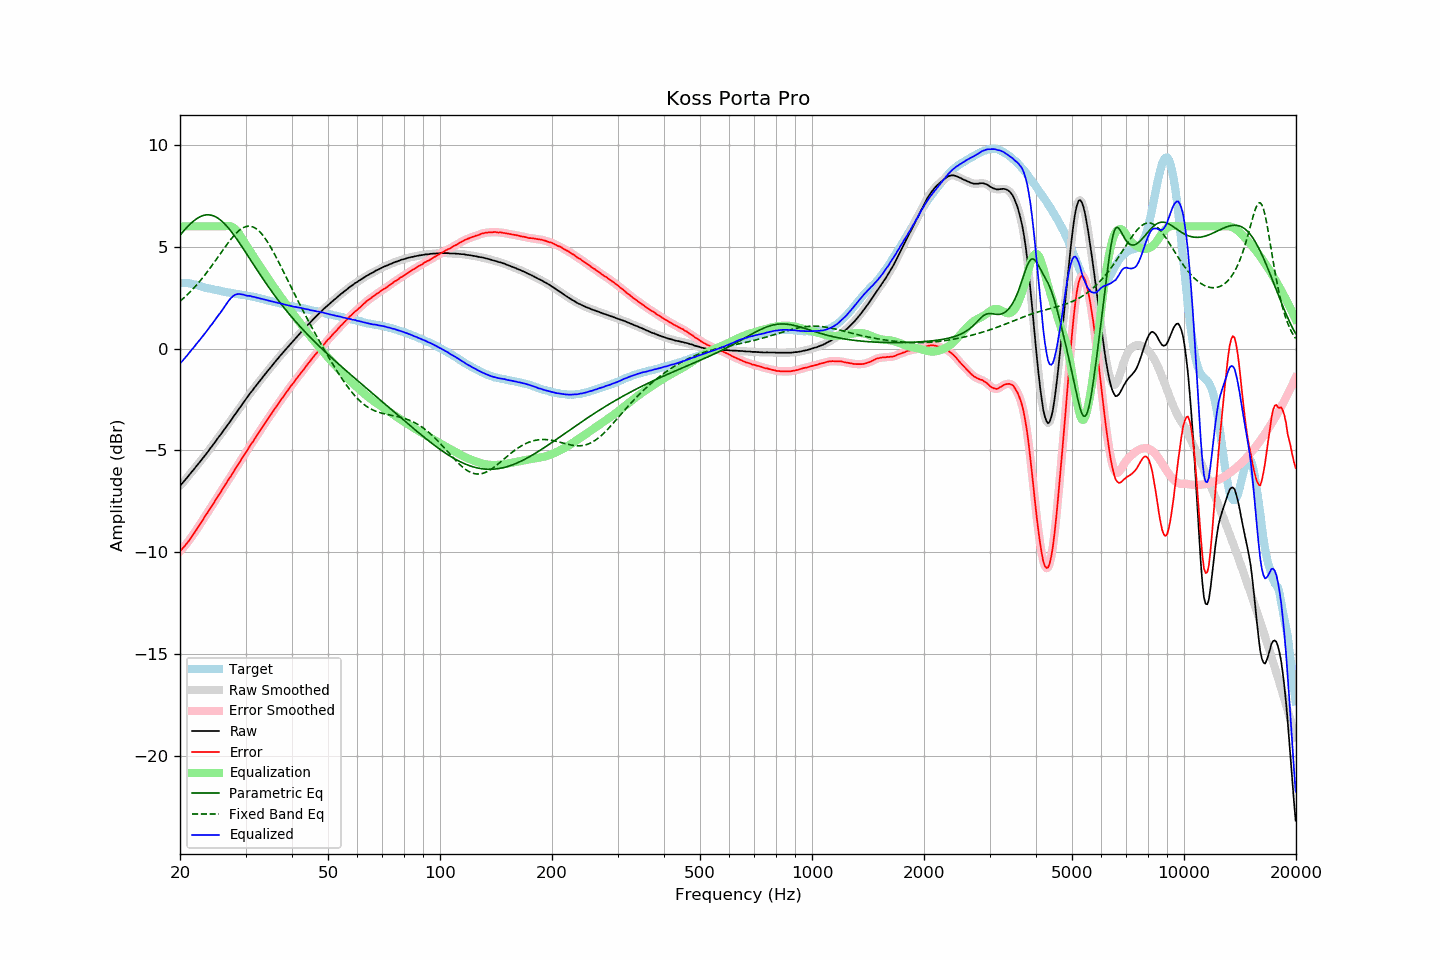 Koss Porta Pro
Amplitude (dBr)
10
5
0
−5
−10
−15
−20
Target
Raw Smoothed
Error Smoothed
Raw
Error
Equalization
Parametric Eq
Fixed Band Eq
Equalized
20 50 100 200 500 1000 2000 5000 10000 20000
Frequency (Hz)